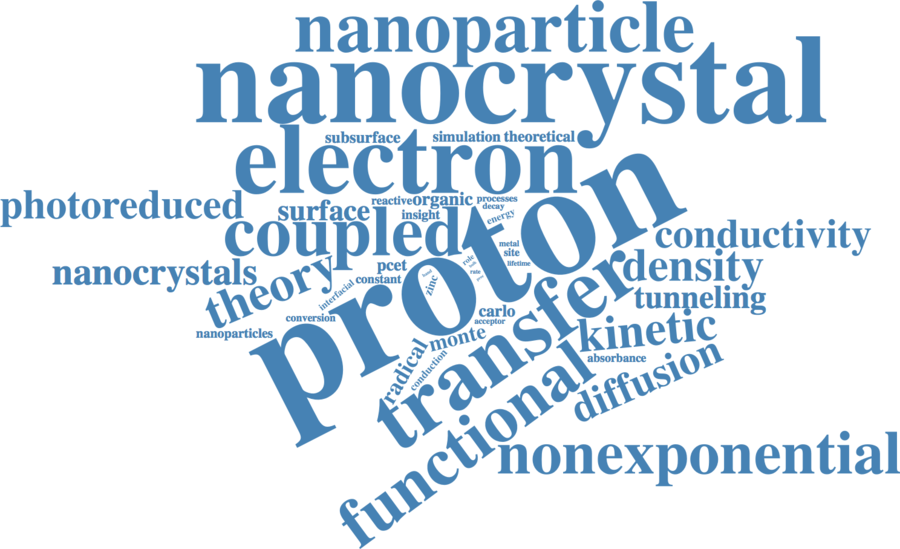 nanoparticle
nanocrystal
subsurface
simulation
theoretical
electron
proton
photoreduced
reactive
organic
processes
decay
surface
insight
energy
coupled
conductivity
metal
site
lifetime
nanocrystals
theory
pcet
constant
interfacial
zinc
band
role
rate
density
tunneling
conversion
nanoparticles
carlo
acceptor
monte
transfer
kinetic
radical
conduction
absorbance
functional
diffusion
nonexponential